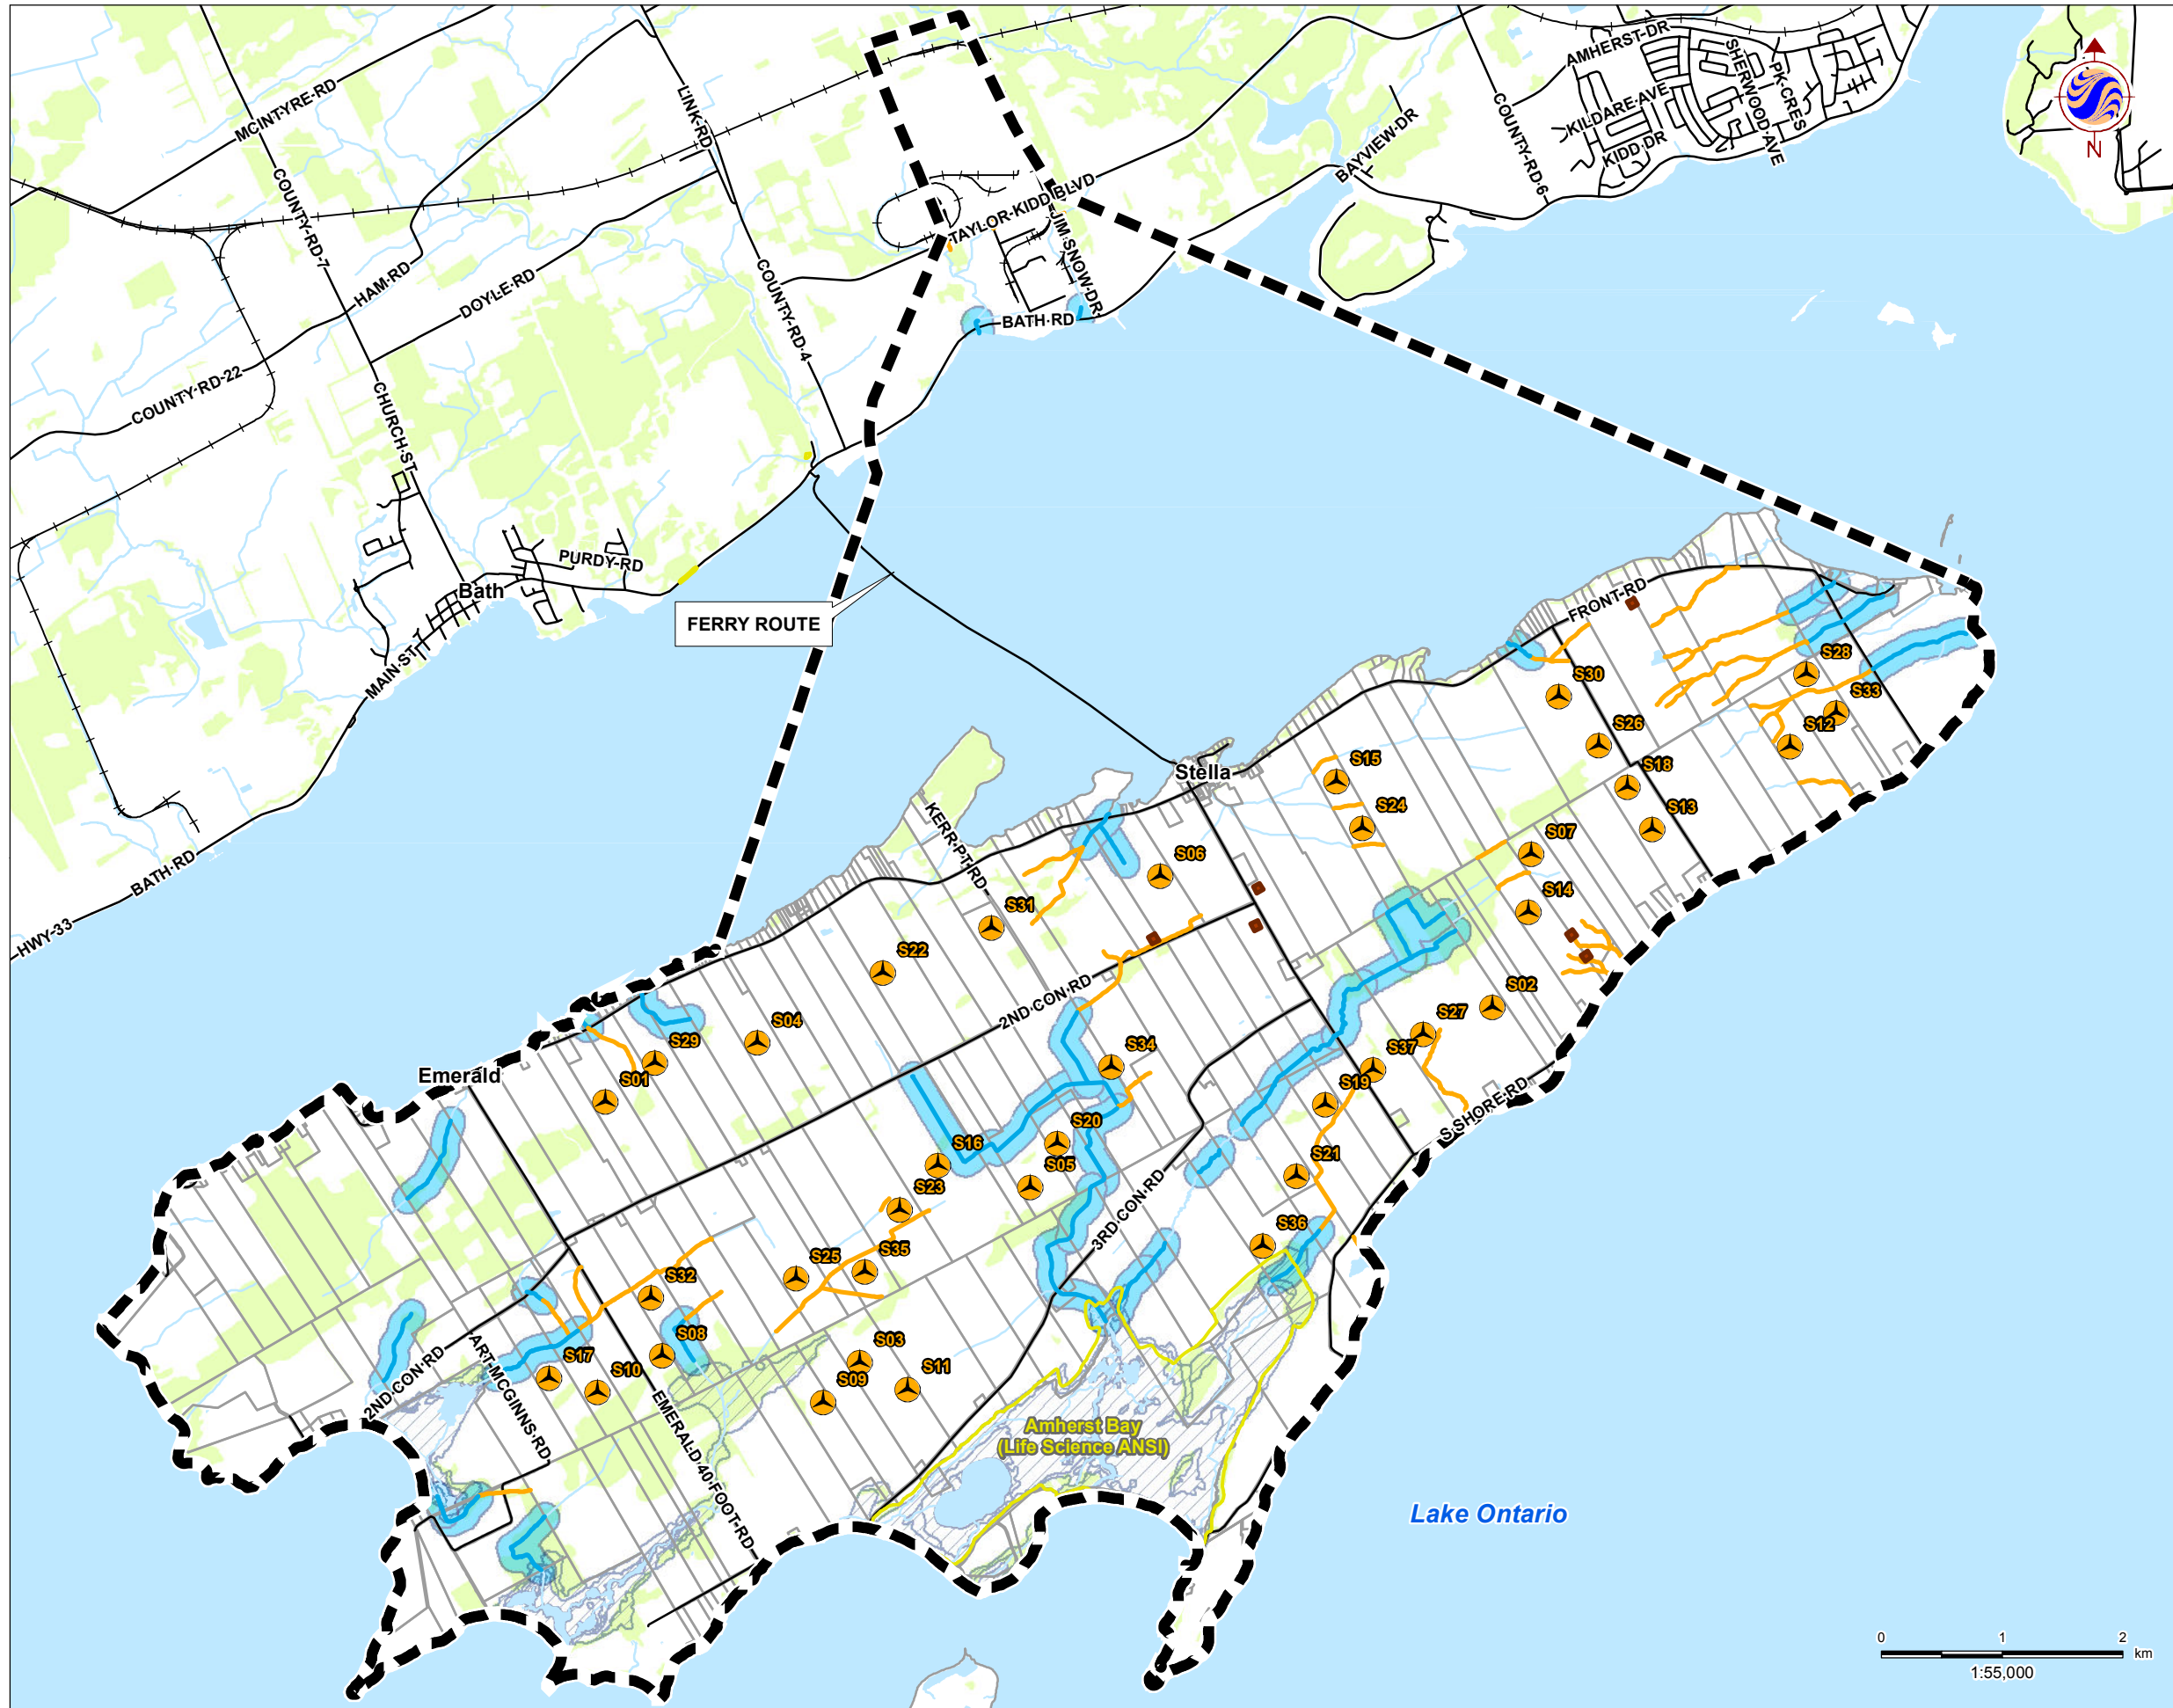 AMHERST-DR
SHERWOOD-AVE
PK-CRES
MCINTYRE-RD
LINK-RD
KILDARE-AVE
COUNTY-RD-6
KIDD-DR
BAYVIEW-DR
N
COUNTY-RD-7
TAYLOR-KIDD-BLVD
JIM-SNOW-DR
HAM-RD
DOYLE-RD
COUNTY-RD-4
BATH-RD
COUNTY-RD-22
CHURCH-ST
PURDY-RD
Bath
FERRY ROUTE
FRONT-RD
MAIN-ST
S28
S30
S33
S26
S12
Stella
S15
S18
S24
S13
KERR-PT-RD
S07
S06
BATH-RD
S14
S31
HWY-33
S22
2ND-CON-RD
S02
S27
S04
S29
S34
S37
Emerald
S01
S19
S SHORE-RD
S20
S16
S05
S21
S23
3RD-CON-RD
S36
S25
S35
S32
S08
S03
S17
S11
S10
S09
2ND-CON-RD
ART-MCGINNS-RD
EMERALD-40-FOOT-RD
Amherst Bay
(Life Science ANSI)
Lake Ontario
0 1 2
km
1:55,000